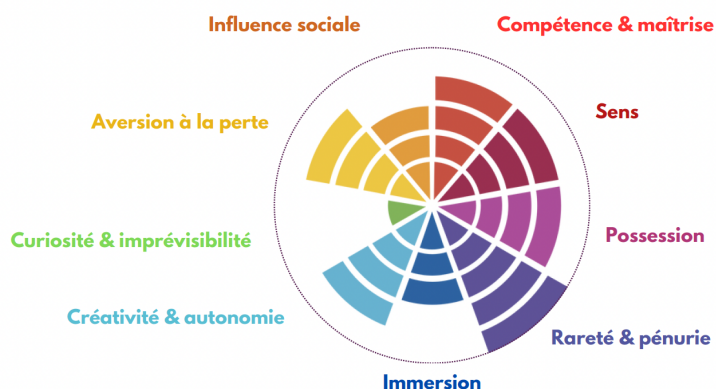 Influence sociale
Compétence & maîtrise
Sens
Aversion à la perte
Possession
Curiosité & imprévisibilité
Créativité & autonomie
Rareté & pénurie
Immersion